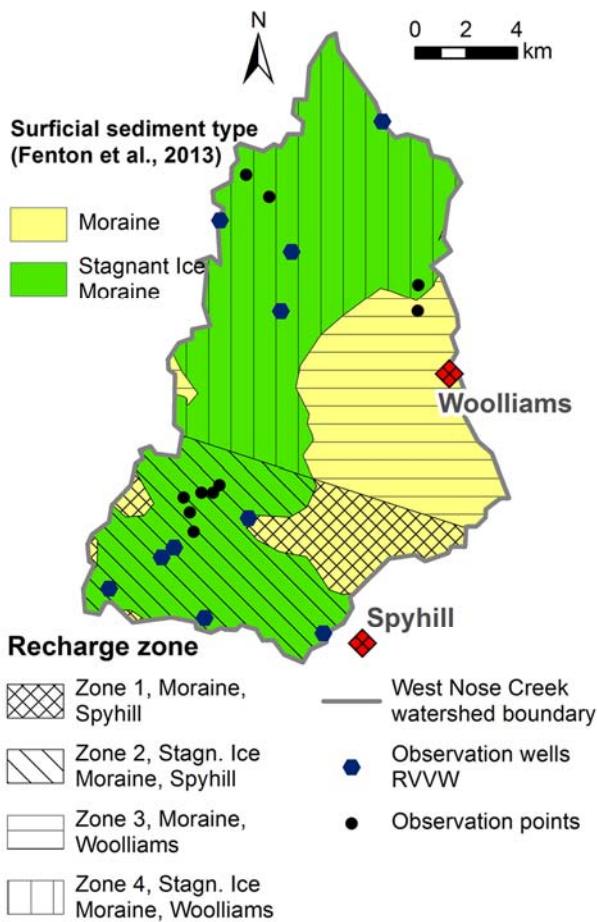 N
0 2 4
km
Surficial sediment type
(Fenton et al., 2013)
Moraine
Stagnant Ice
Moraine
Woolliams
Spyhill
Recharge zone
Zone 1, Moraine,
Spyhill
Zone 2, Stagn. Ice
Moraine, Spyhill
Zone 3, Moraine,
Woolliams
Zone 4, Stagn. Ice
Moraine, Woolliams
West Nose Creek
watershed boundary
Observation wells
RVVW
Observation points